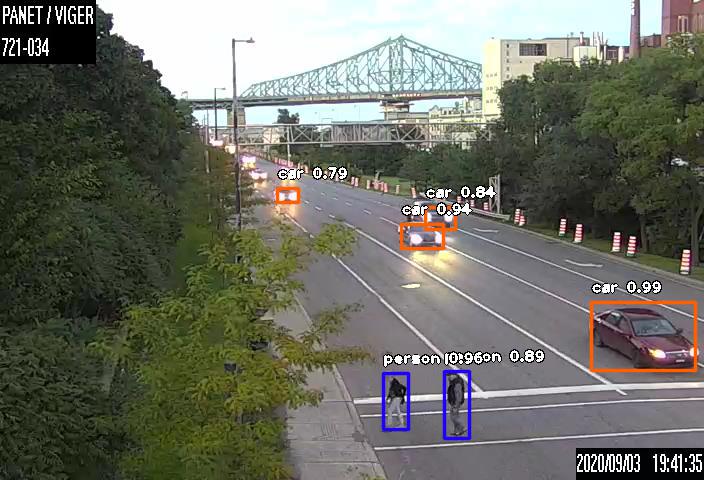 PANET / VIGER
721-034
car 0.79
car 0.84
car 0.94
car 0.99
person 0.96
person 0.89
2020/09/03 19:41:35